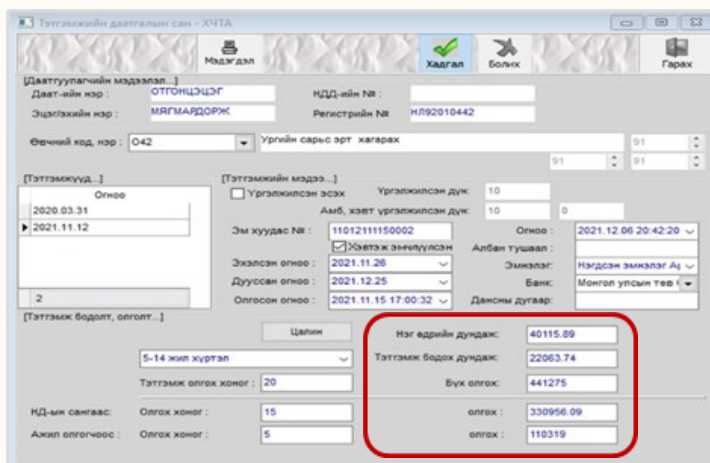 Тэтгэмжийн даатгалын сан - ХЧТА
Мэдэгдэл Хадгал Болих Гарах
[Даатгуулагчийн мэдээлэл...]
Даат-ийн нэр : ОТГОНЦЭЦЭГ НДД-ийн № :
Эцэг/эхийн нэр : МЯГМАРДОРЖ Регистрийн № НЛ92010442
Өвчний код, нэр : O42 Ургийн сарьс эрт хагарах 91
91 91
[Тэтгэмжүүд...] [Тэтгэмжийн мэдээ...]
Огноо Үргэлжилсэн эсэх Үргэлжилсэн дүн: 10
2020.03.31 Амб, хэвт үргэлжилсэн дүн: 10 0
2021.11.12 Эм хуудас № : 11012111150002 Огноо : 2021.12.06 20:42:20
Хэвтэж эмчлүүлсэн Албан тушаал :
Эхэлсэн огноо : 2021.11.26 Эмнэлэг: Нэгдсэн эмнэлэг
Дууссан огноо : 2021.12.25 Банк: Монгол улсын төв
2 Олгосон огноо : 2021.11.15 17:00:32 Дансны дугаар:
[Тэтгэмж бодолт, олголт...]
Цалин Нэг өдрийн дундаж: 40115.89
5-14 жил хүртэл Тэтгэмж бодох дундаж: 22063.74
Тэтгэмж олгох хоног : 20 Бүх олгох: 441275
НД-ын сангаас: Олгох хоног : 15 олгох : 330956.09
Ажил олгогчоос : Олгох хоног : 5 олгох : 110319